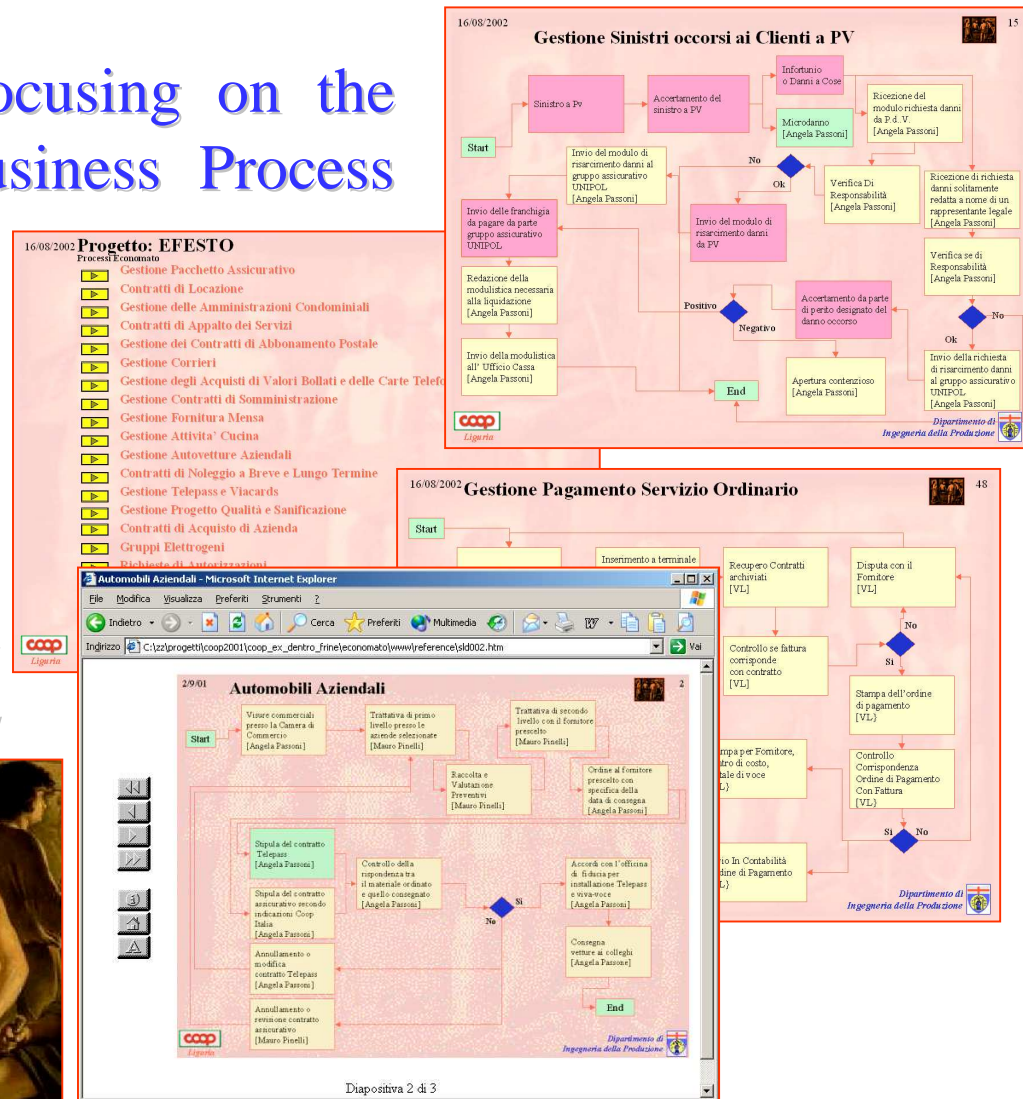 ocusing on the
usiness Process
16/08/2002
Gestione Sinistri occorsi ai Clienti a PV
15
Start
Sinistro a Pv
Accertamento del
sinistro a PV
Infortunio
o Danni a Cose
Microdanno
[Angela Passoni]
Ricezione del
modulo richiesta danni
da P.d..V.
[Angela Passoni]
Invio del modulo di
risarcimento danni al
gruppo assicurativo
UNIPOL
[Angela Passoni]
No
Ok
Verifica Di
Responsabilità
[Angela Passoni]
Ricezione di richiesta
danni solitamente
redatta a nome di un
rappresentante legale
[Angela Passoni]
Invio delle franchigia
da pagare da parte
gruppo assicurativo
UNIPOL
Invio del modulo di
risarcimento danni
da PV
Verifica se di
Responsabilità
[Angela Passoni]
Redazione della
modulistica necessaria
alla liquidazione
[Angela Passoni]
Positivo
Negativo
Accertamento da parte
di perito designato del
danno occorso
No
Ok
Invio della modulistica
all' Ufficio Cassa
[Angela Passoni]
End
Apertura contenzioso
[Angela Passoni]
Invio della richiesta
di risarcimento danni
al gruppo assicurativo
UNIPOL
[Angela Passoni]
coop
Liguria
Dipartimento di
Ingegneria della Produzione
16/08/2002 Progetto: EFESTO
Processi Economato
Gestione Pacchetto Assicurativo
Contratti di Locazione
Gestione delle Amministrazioni Condominiali
Contratti di Appalto dei Servizi
Gestione dei Contratti di Abbonamento Postale
Gestione Corrieri
Gestione degli Acquisti di Valori Bollati e delle Carte Telefo
Gestione Contratti di Somministrazione
Gestione Fornitura Mensa
Gestione Attivita' Cucina
Gestione Autovetture Aziendali
Contratti di Noleggio a Breve e Lungo Termine
Gestione Telepass e Viacards
Gestione Progetto Qualità e Sanificazione
Contratti di Acquisto di Azienda
Gruppi Elettrogeni
Richieste di Autorizzazioni
coop
Liguria
16/08/2002 Gestione Pagamento Servizio Ordinario
48
Start
Inserimento a terminale
Recupero Contratti
archiviati
[VL]
Disputa con il
Fornitore
[VL]
Controllo se fattura
corrisponde
con contratto
[VL]
No
Si
Stampa dell'ordine
di pagamento
[VL}
mpa per Fornitore,
tro di costo,
tale di voce
L}
Controllo
Corrispondenza
Ordine di Pagamento
Con Fattura
[VL}
Si
No
io In Contabilità
dine di Pagamento
L}
Dipartimento di
Ingegneria della Produzione
Automobili Aziendali - Microsoft Internet Explorer
File Modifica Visualizza Preferiti Strumenti ?
Indietro Cerca Preferiti Multimedia
Indirizzo C:\zz\progetti\coop2001\coop_ex_dentro_frine\economato\www\reference\sld002.htm Vai
2/9/01
Automobili Aziendali
2
Start
Visure commerciali
presso la Camera di
Commercio
[Angela Passoni]
Trattativa di primo
livello presso le
aziende selezionate
[Mauro Pinelli]
Trattativa di secondo
livello con il fornitore
prescelto
[Mauro Pinelli]
Raccolta e
Valutazione
Preventivi
[Mauro Pinelli]
Ordine al fornitore
prescelto con
specifica della
data di consegna
[Angela Passoni]
Stipula del contratto
Telepass
[Angela Passoni]
Controllo della
rispondenza tra
il materiale ordinato
e quello consegnato
[Angela Passoni]
Accordi con l'officina
di fiducia per
installazione Telepass
e viva-voce
[Angela Passoni]
Stipula del contratto
assicurativo secondo
indicazioni Coop
Italia
[Angela Passoni]
Si
No
Annullamento o
modifica
contratto Telepass
[Angela Passoni]
Consegna
vetture ai colleghi
[Angela Passone]
Annullamento o
revisione contratto
assicurativo
[Mauro Pinelli]
End
coop
Liguria
Dipartimento di
Ingegneria della Produzione
Diapositiva 2 di 3